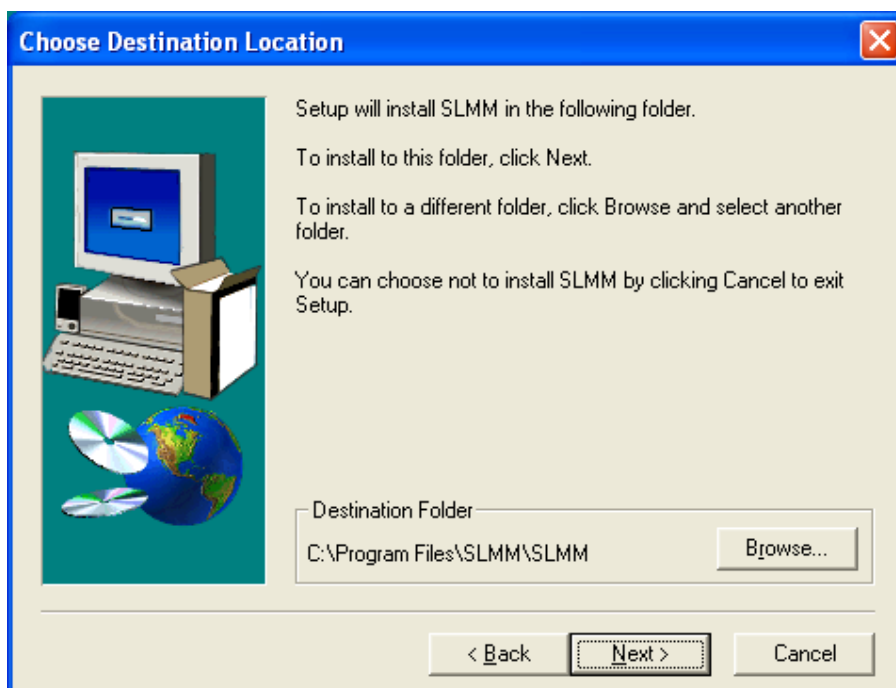 Choose Destination Location
Setup will install SLMM in the following folder.
To install to this folder, click Next.
To install to a different folder, click Browse and select another
folder.
You can choose not to install SLMM by clicking Cancel to exit
Setup.
Destination Folder
C:\Program Files\SLMM\SLMM
Browse...
< Back
Next >
Cancel